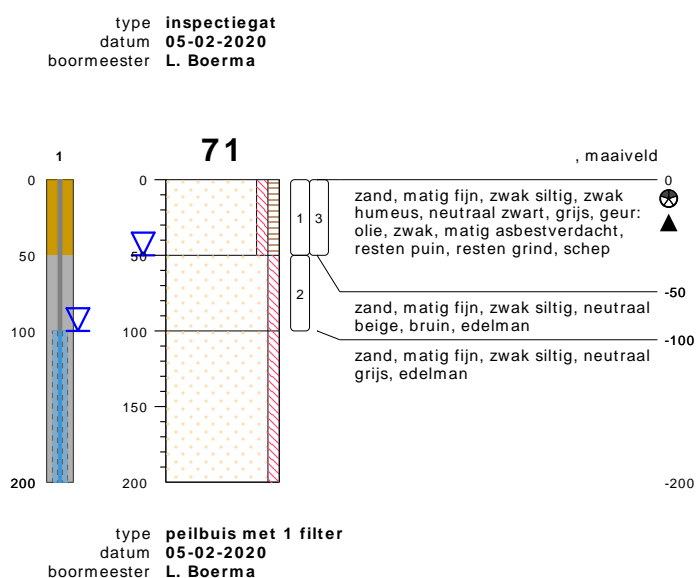 type inspectiegat
datum 05-02-2020
boormeester L. Boerma
1
71
, maaiveld
0
0
0
zand, matig fijn, zwak siltig, zwak
humeus, neutraal zwart, grijs, geur:
olie, zwak, matig asbestverdacht,
resten puin, resten grind, schep
1
3
50
50
-50
2
zand, matig fijn, zwak siltig, neutraal
beige, bruin, edelman
100
100
-100
zand, matig fijn, zwak siltig, neutraal
grijs, edelman
150
200
200
-200
type peilbuis met 1 filter
datum 05-02-2020
boormeester L. Boerma